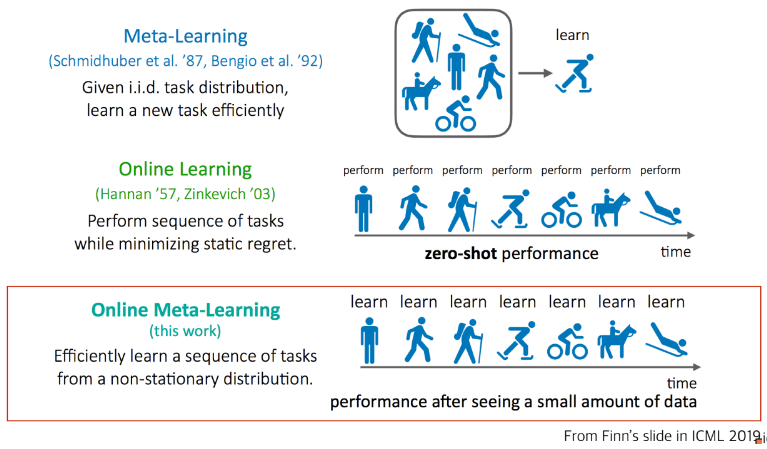 Meta-Learning
(Schmidhuber et al. '87, Bengio et al. '92)
Given i.i.d. task distribution,
learn a new task efficiently
learn
Online Learning
(Hannan '57, Zinkevich '03)
Perform sequence of tasks
while minimizing static regret.
perform perform perform perform perform perform perform
zero-shot performance
time
Online Meta-Learning
(this work)
Efficiently learn a sequence of tasks
from a non-stationary distribution.
learn learn learn learn learn learn learn
time
performance after seeing a small amount of data
From Finn's slide in ICML 2019